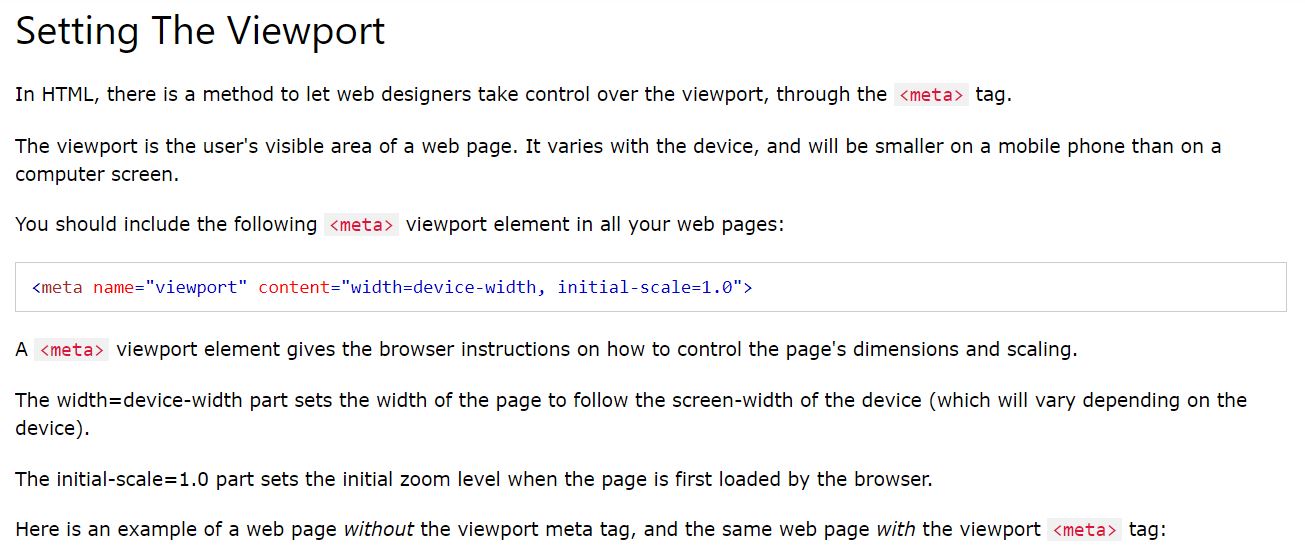 Setting The Viewport
In HTML, there is a method to let web designers take control over the viewport, through the <meta> tag.
The viewport is the user's visible area of a web page. It varies with the device, and will be smaller on a mobile phone than on a
computer screen.
You should include the following <meta> viewport element in all your web pages:
<meta name="viewport" content="width=device-width, initial-scale=1.0">
A <meta> viewport element gives the browser instructions on how to control the page's dimensions and scaling.
The width=device-width part sets the width of the page to follow the screen-width of the device (which will vary depending on the
device).
The initial-scale=1.0 part sets the initial zoom level when the page is first loaded by the browser.
Here is an example of a web page without the viewport meta tag, and the same web page with the viewport <meta> tag: